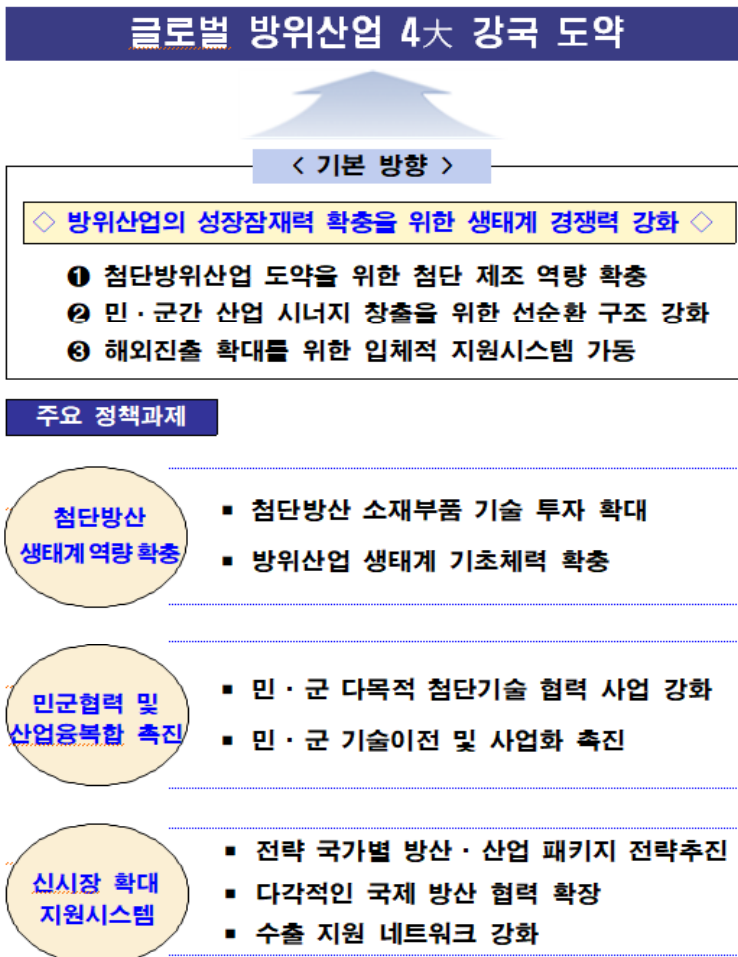 글로벌 방위산업 4大 강국 도약
< 기본 방향 >
◇ 방위산업의 성장잠재력 확충을 위한 생태계 경쟁력 강화 ◇
❶ 첨단방위산업 도약을 위한 첨단 제조 역량 확충
❷ 민·군간 산업 시너지 창출을 위한 선순환 구조 강화
❸ 해외진출 확대를 위한 입체적 지원시스템 가동
주요 정책과제
첨단방산
생태계 역량 확충
▪ 첨단방산 소재부품 기술 투자 확대
▪ 방위산업 생태계 기초체력 확충
민군협력 및
산업융복합 촉진
▪ 민·군 다목적 첨단기술 협력 사업 강화
▪ 민·군 기술이전 및 사업화 촉진
신시장 확대
지원시스템
▪ 전략 국가별 방산·산업 패키지 전략추진
▪ 다각적인 국제 방산 협력 확장
▪ 수출 지원 네트워크 강화